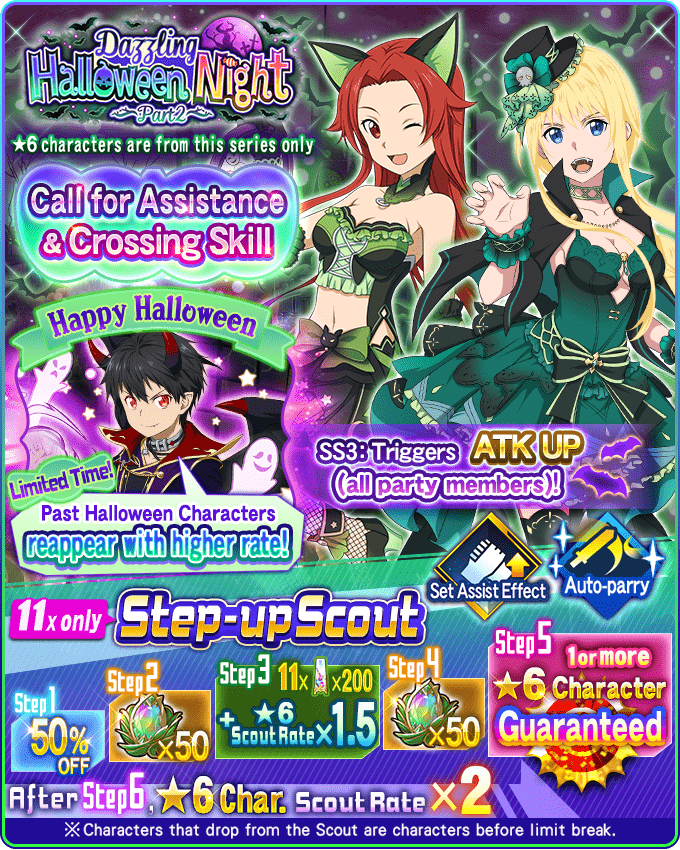 Dazzling
Halloween Night
Part2
★6 characters are from this series only
Call for Assistance
& Crossing Skill
Happy Halloween
Limited Time!
Past Halloween Characters
reappear with higher rate!
SS3: Triggers ATK UP
(all party members)!
Set Assist Effect
Auto-parry
11x only Step-up Scout
Step1
50%
OFF
Step2
x50
Step3
11x x200
+ ★6
Scout Rate x1.5
Step4
x50
Step5
1 or more
★6 Character
Guaranteed
After Step6, ★6 Char. Scout Rate x2
※Characters that drop from the Scout are characters before limit break.